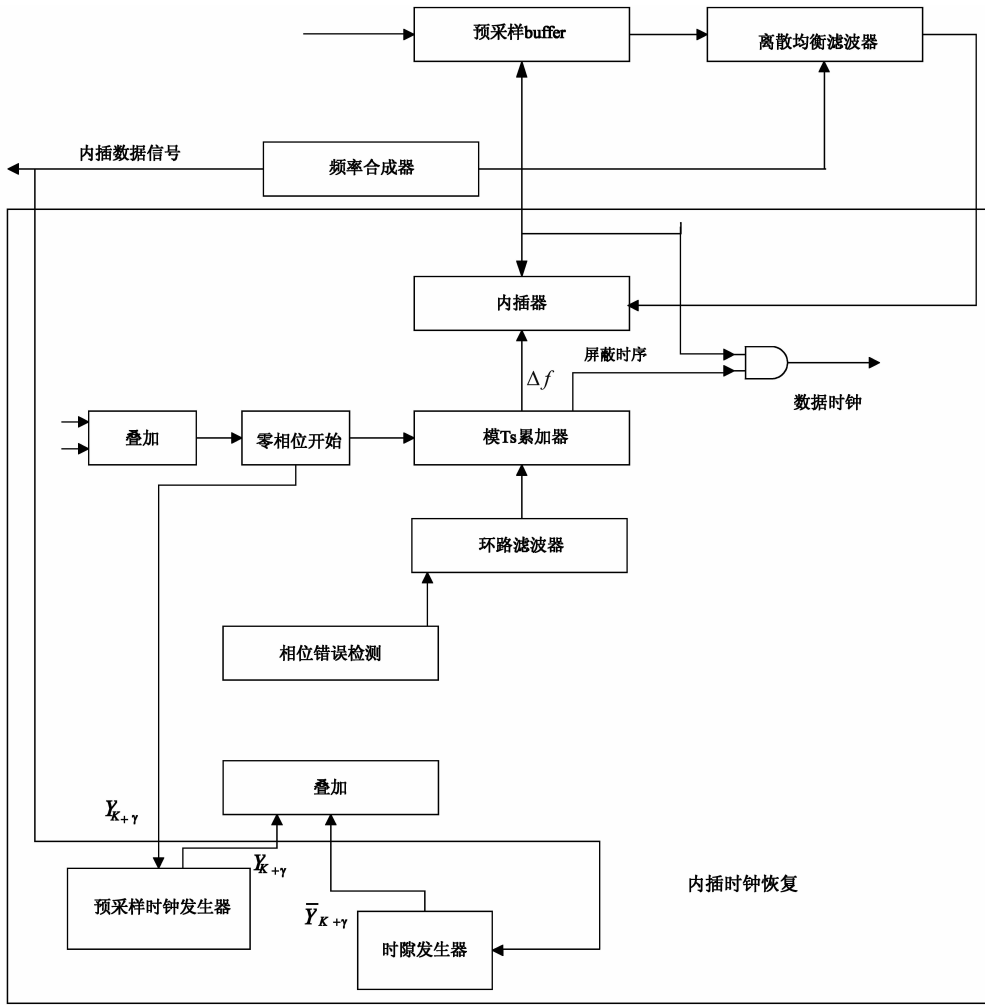 预采样buffer
离散均衡滤波器
内插数据信号
频率合成器
内插器
屏蔽时序
Δf
数据时钟
叠加
零相位开始
模Ts累加器
环路滤波器
相位错误检测
叠加
Y_{K+γ}
Y_{K+γ}
预采样时钟发生器
内插时钟恢复
Ȳ_{K+γ}
时隙发生器